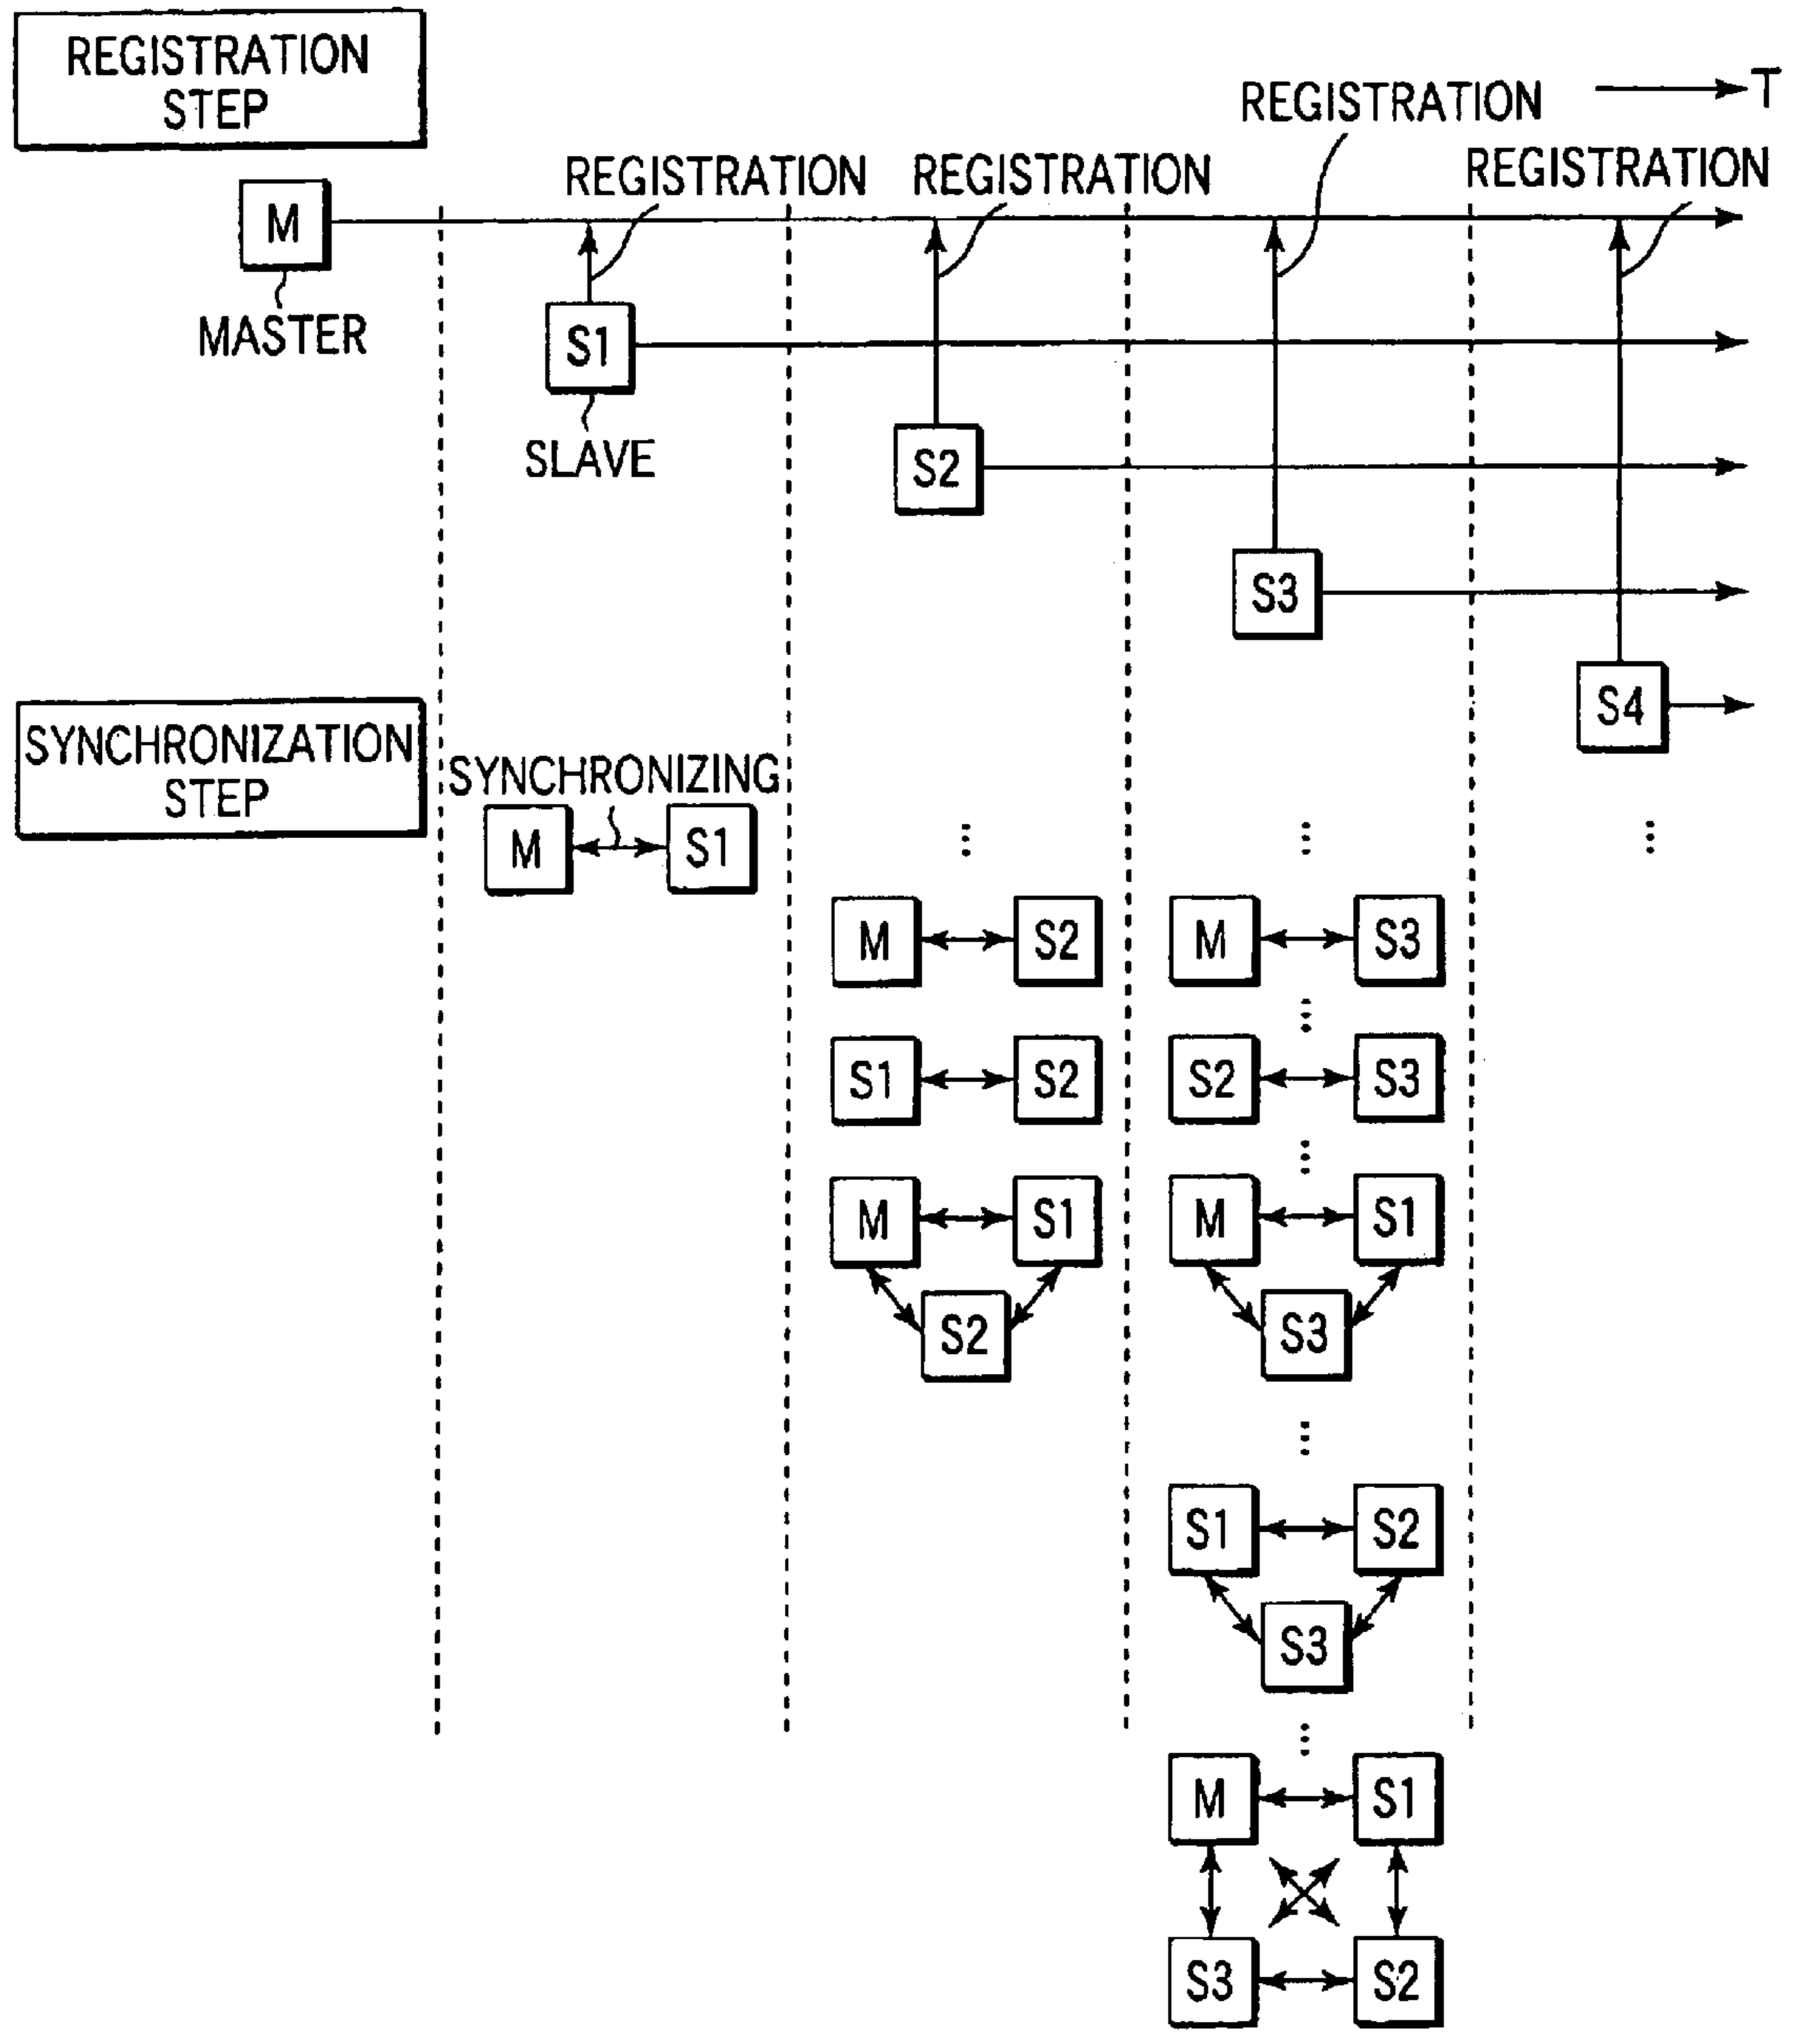 REGISTRATION
STEP
T
REGISTRATION
REGISTRATION
REGISTRATION
REGISTRATION
M
MASTER
S1
SLAVE
S2
S3
S4
SYNCHRONIZATION
STEP
SYNCHRONIZING
M S1
M S2
M S3
S1 S2
S2 S3
M S1
M S1
S2
S3
S1 S2
S3
M S1
S3 S2